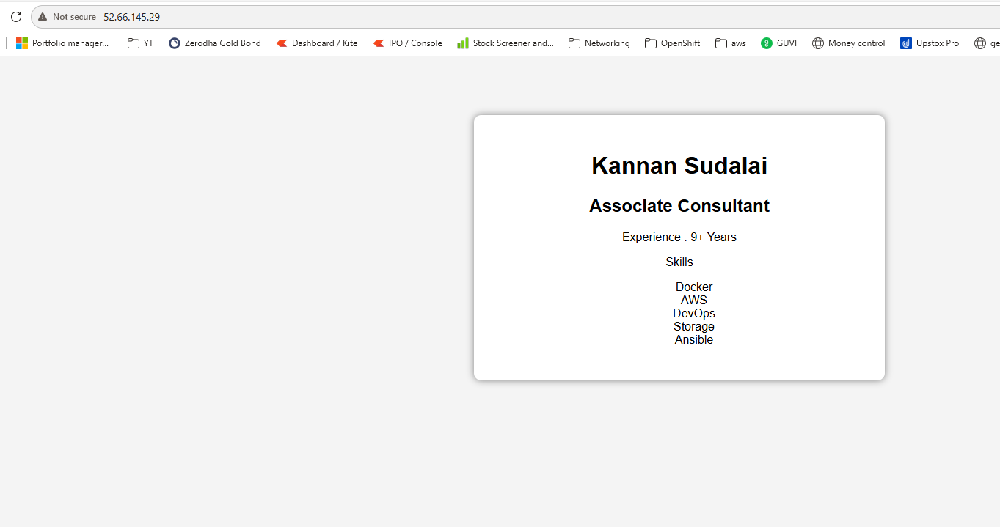 Not secure 52.66.145.29
Portfolio manager... YT Zerodha Gold Bond Dashboard / Kite IPO / Console Stock Screener and... Networking OpenShift aws GUVI Money control Upstox Pro ge
Kannan Sudalai
Associate Consultant
Experience : 9+ Years
Skills
Docker
AWS
DevOps
Storage
Ansible